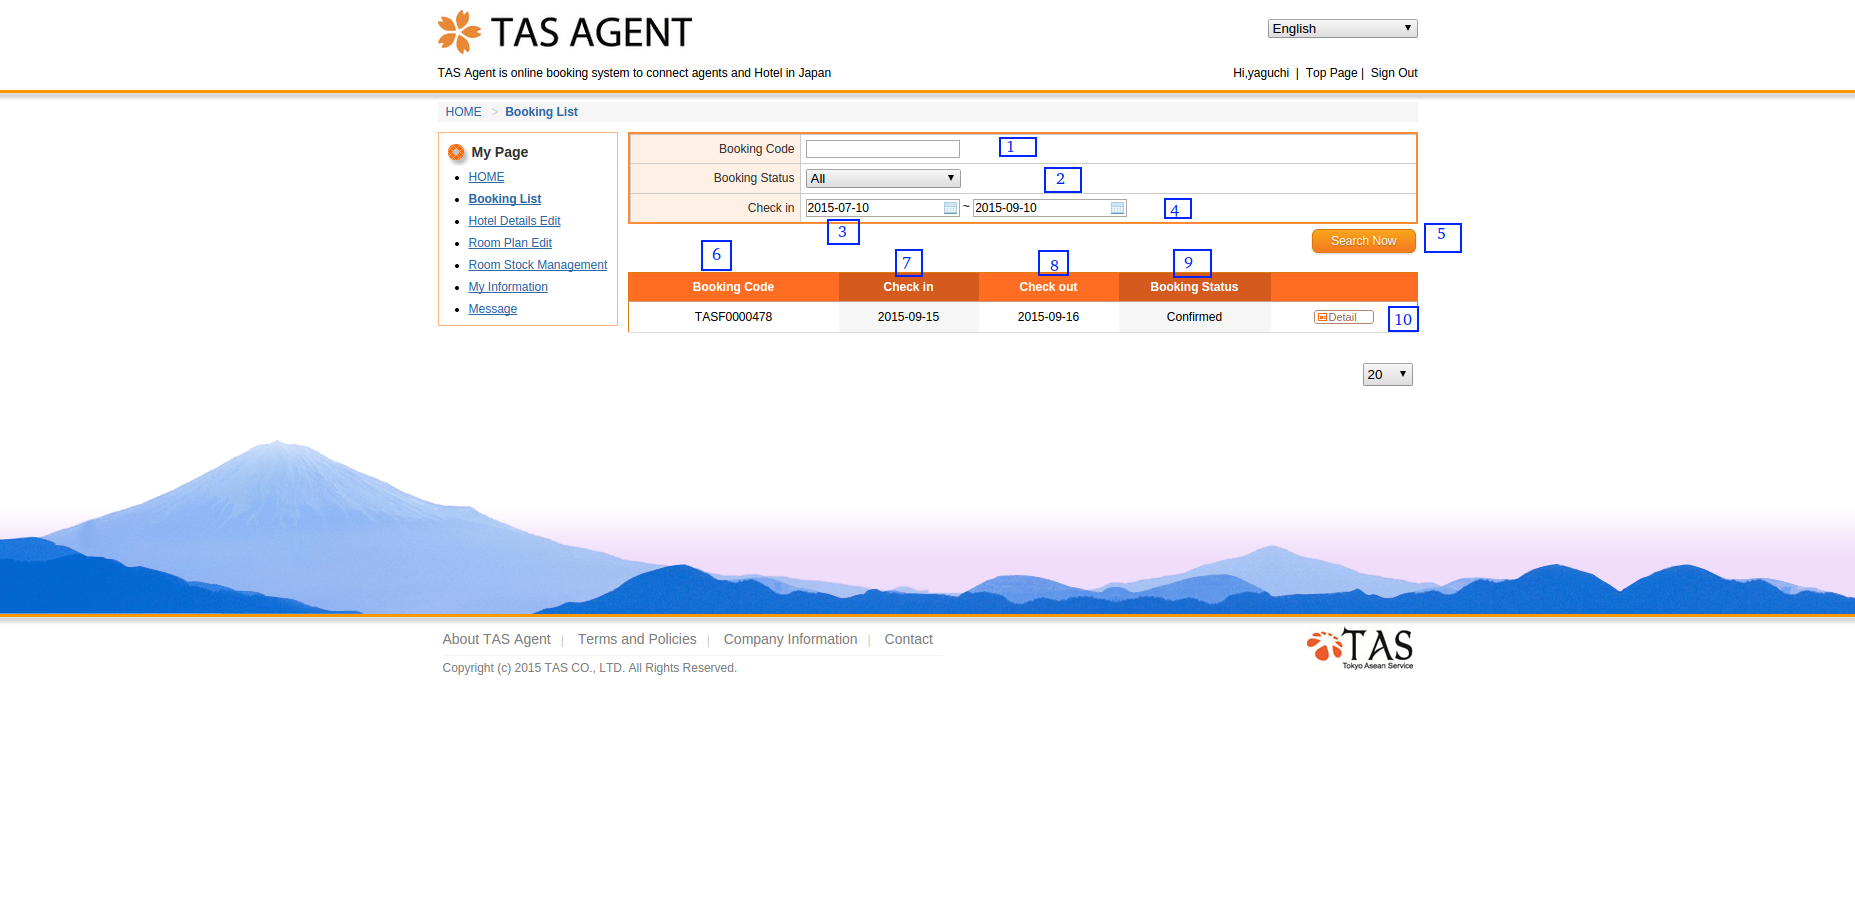 TAS AGENT
English
TAS Agent is online booking system to connect agents and Hotel in Japan
Hi,yaguchi | Top Page | Sign Out
HOME > Booking List
My Page
HOME
Booking List
Hotel Details Edit
Room Plan Edit
Room Stock Management
My Information
Message
Booking Code 1
Booking Status All 2
Check in 2015-07-10 ~ 2015-09-10 4
3
Search Now 5
6 7 8 9
Booking Code Check in Check out Booking Status
TASF0000478 2015-09-15 2015-09-16 Confirmed Detail 10
20
About TAS Agent | Terms and Policies | Company Information | Contact
Copyright (c) 2015 TAS CO., LTD. All Rights Reserved.
TAS
Tokyo Asean Service